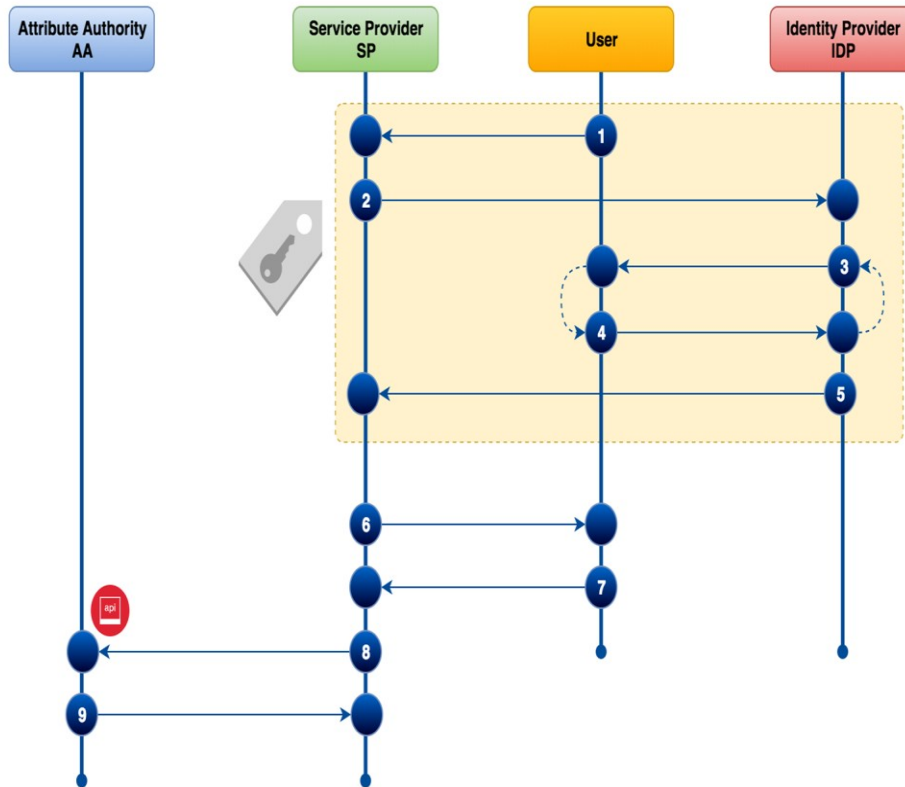 Attribute Authority
AA
Service Provider
SP
User
Identity Provider
IDP
1
2
3
4
5
6
7
api
8
9